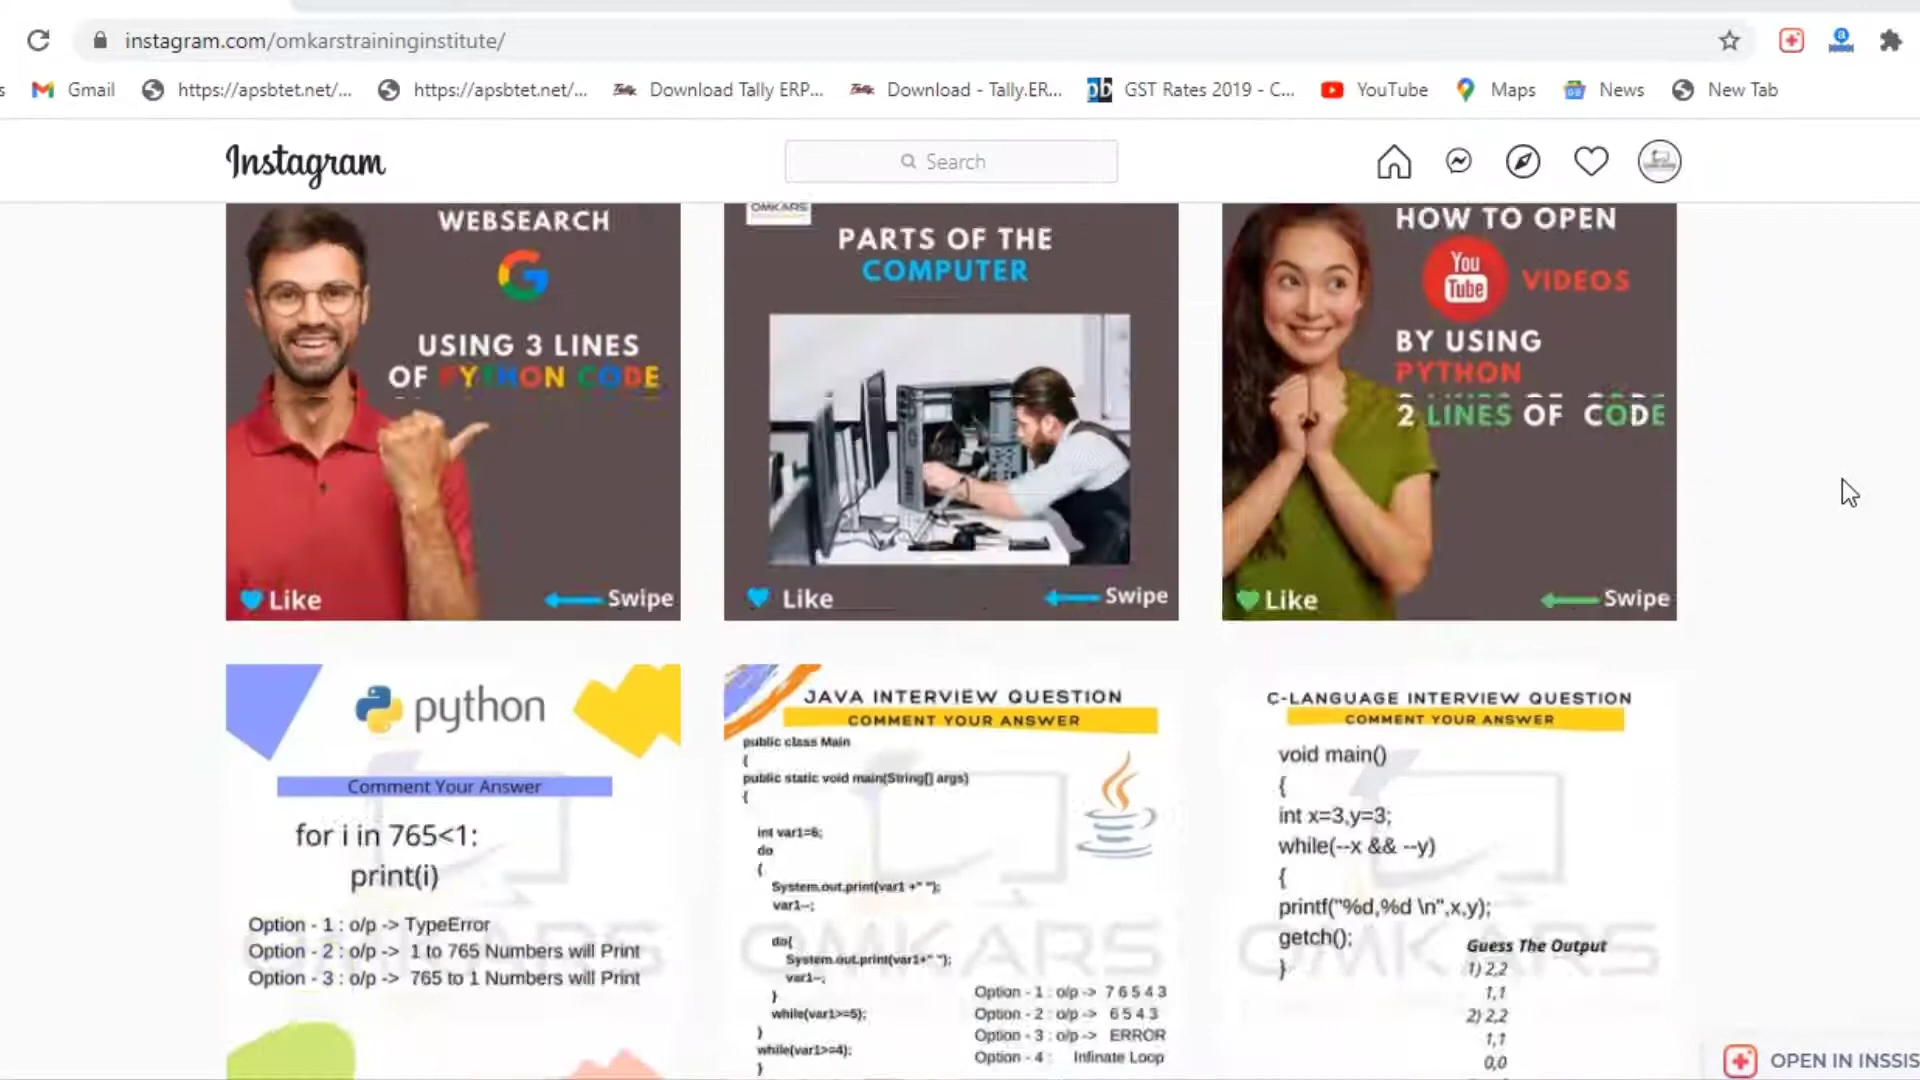 instagram.com/omkarstraininginstitute/
s
Gmail
https://apsbtet.net/...
https://apsbtet.net/...
Download Tally ERP...
Download - Tally.ER...
pb
GST Rates 2019 - C...
YouTube
Maps
News
New Tab
Instagram
Search
WEBSEARCH
G
USING 3 LINES
OF PYTHON CODE
Like
Swipe
OMKARS
PARTS OF THE
COMPUTER
Like
Swipe
HOW TO OPEN
You
Tube
VIDEOS
BY USING
PYTHON
2 LINES OF CODE
Like
Swipe
python
Comment Your Answer
for i in 765<1:
print(i)
Option - 1 : o/p -> TypeError
Option - 2 : o/p -> 1 to 765 Numbers will Print
Option - 3 : o/p -> 765 to 1 Numbers will Print
OMKARS
JAVA INTERVIEW QUESTION
COMMENT YOUR ANSWER
public class Main
{
public static void main(String[] args)
{
int var1=6;
do
{
System.out.print(var1 +" ");
var1--;
do{
System.out.print(var1+" ");
var1--;
}
while(var1>=5);
}
while(var1>=4);
}
Option - 1 : o/p -> 7 6 5 4 3
Option - 2 : o/p -> 6 5 4 3
Option - 3 : o/p -> ERROR
Option - 4 : Infinate Loop
OMKARS
C-LANGUAGE INTERVIEW QUESTION
COMMENT YOUR ANSWER
void main()
{
int x=3,y=3;
while(--x && --y)
{
printf("%d,%d \n",x,y);
getch();
}
Guess The Output
1) 2,2
1,1
2) 2,2
1,1
0,0
OMKARS
OPEN IN INSSIS